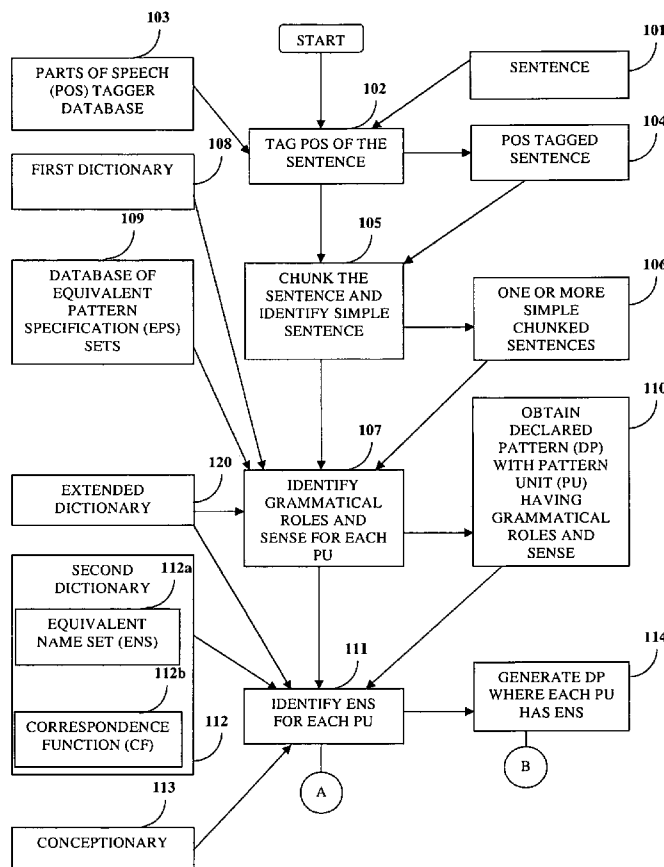 103
START
101
PARTS OF SPEECH
(POS) TAGGER
DATABASE
SENTENCE
102
TAG POS OF THE
SENTENCE
104
POS TAGGED
SENTENCE
108
FIRST DICTIONARY
109
DATABASE OF
EQUIVALENT
PATTERN
SPECIFICATION (EPS)
SETS
105
CHUNK THE
SENTENCE AND
IDENTIFY SIMPLE
SENTENCE
106
ONE OR MORE
SIMPLE
CHUNKED
SENTENCES
110
OBTAIN
DECLARED
PATTERN (DP)
WITH PATTERN
UNIT (PU)
HAVING
GRAMMATICAL
ROLES AND
SENSE
107
IDENTIFY
GRAMMATICAL
ROLES AND
SENSE FOR EACH
PU
120
EXTENDED
DICTIONARY
SECOND
DICTIONARY
112a
EQUIVALENT
NAME SET (ENS)
112b
CORRESPONDENCE
FUNCTION (CF)
112
111
IDENTIFY ENS
FOR EACH PU
114
GENERATE DP
WHERE EACH PU
HAS ENS
A
B
113
CONCEPTIONARY